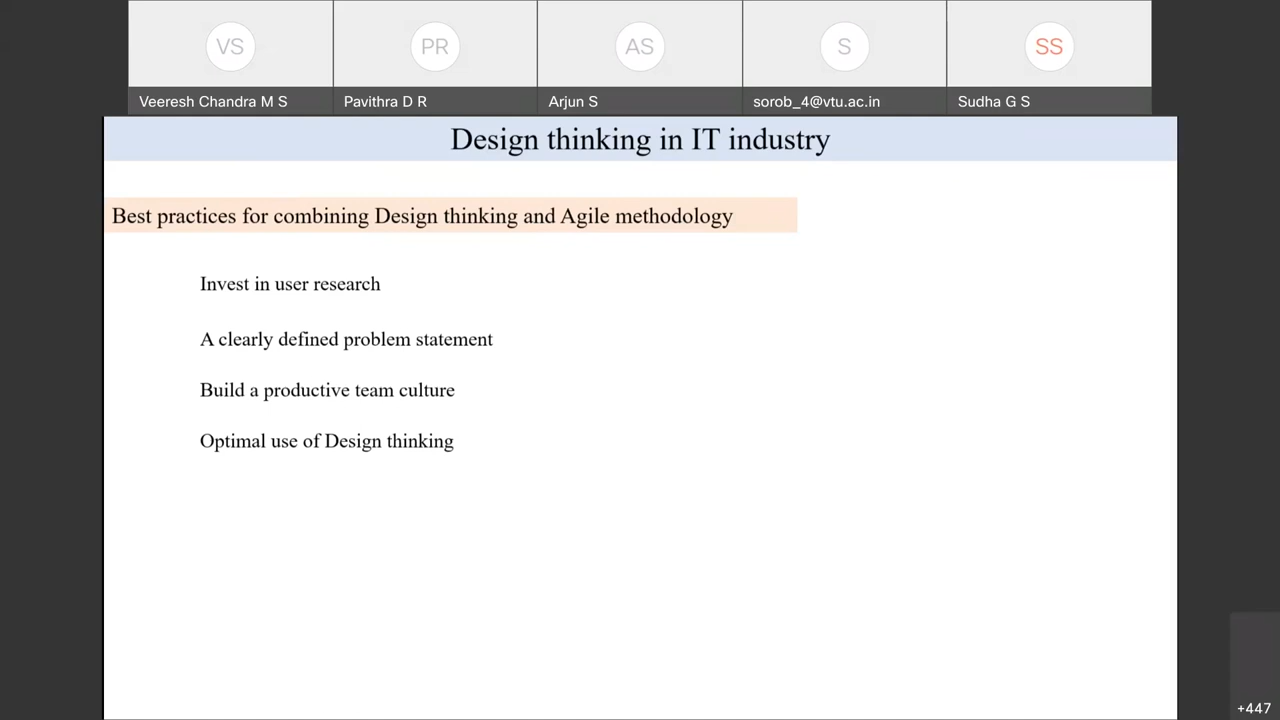 VS
PR
AS
S
SS
Veeresh Chandra M S
Pavithra D R
Arjun S
sorob_4@vtu.ac.in
Sudha G S
Design thinking in IT industry
Best practices for combining Design thinking and Agile methodology
Invest in user research
A clearly defined problem statement
Build a productive team culture
Optimal use of Design thinking
+447